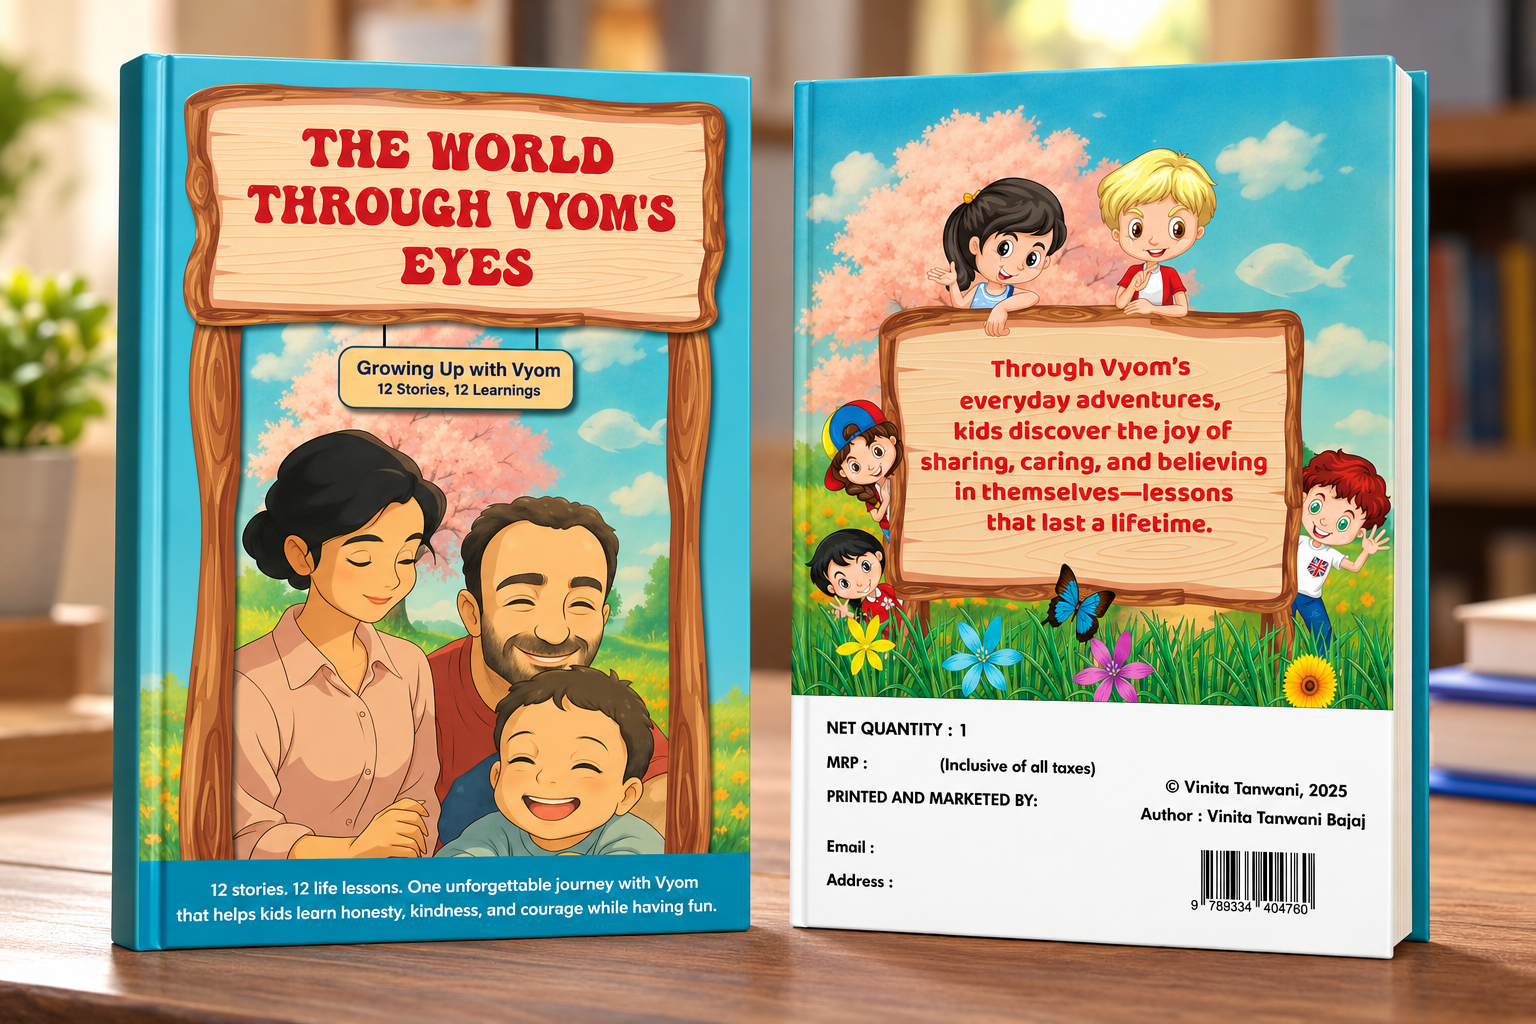 THE WORLD
THROUGH VYOM'S
EYES
Growing Up with Vyom
12 Stories, 12 Learnings
12 stories. 12 life lessons. One unforgettable journey with Vyom
that helps kids learn honesty, kindness, and courage while having fun.
Through Vyom's
everyday adventures,
kids discover the joy of
sharing, caring, and believing
in themselves—lessons
that last a lifetime.
NET QUANTITY : 1
MRP : (Inclusive of all taxes)
PRINTED AND MARKETED BY:
Email :
Address :
© Vinita Tanwani, 2025
Author : Vinita Tanwani Bajaj
9 789334 404760